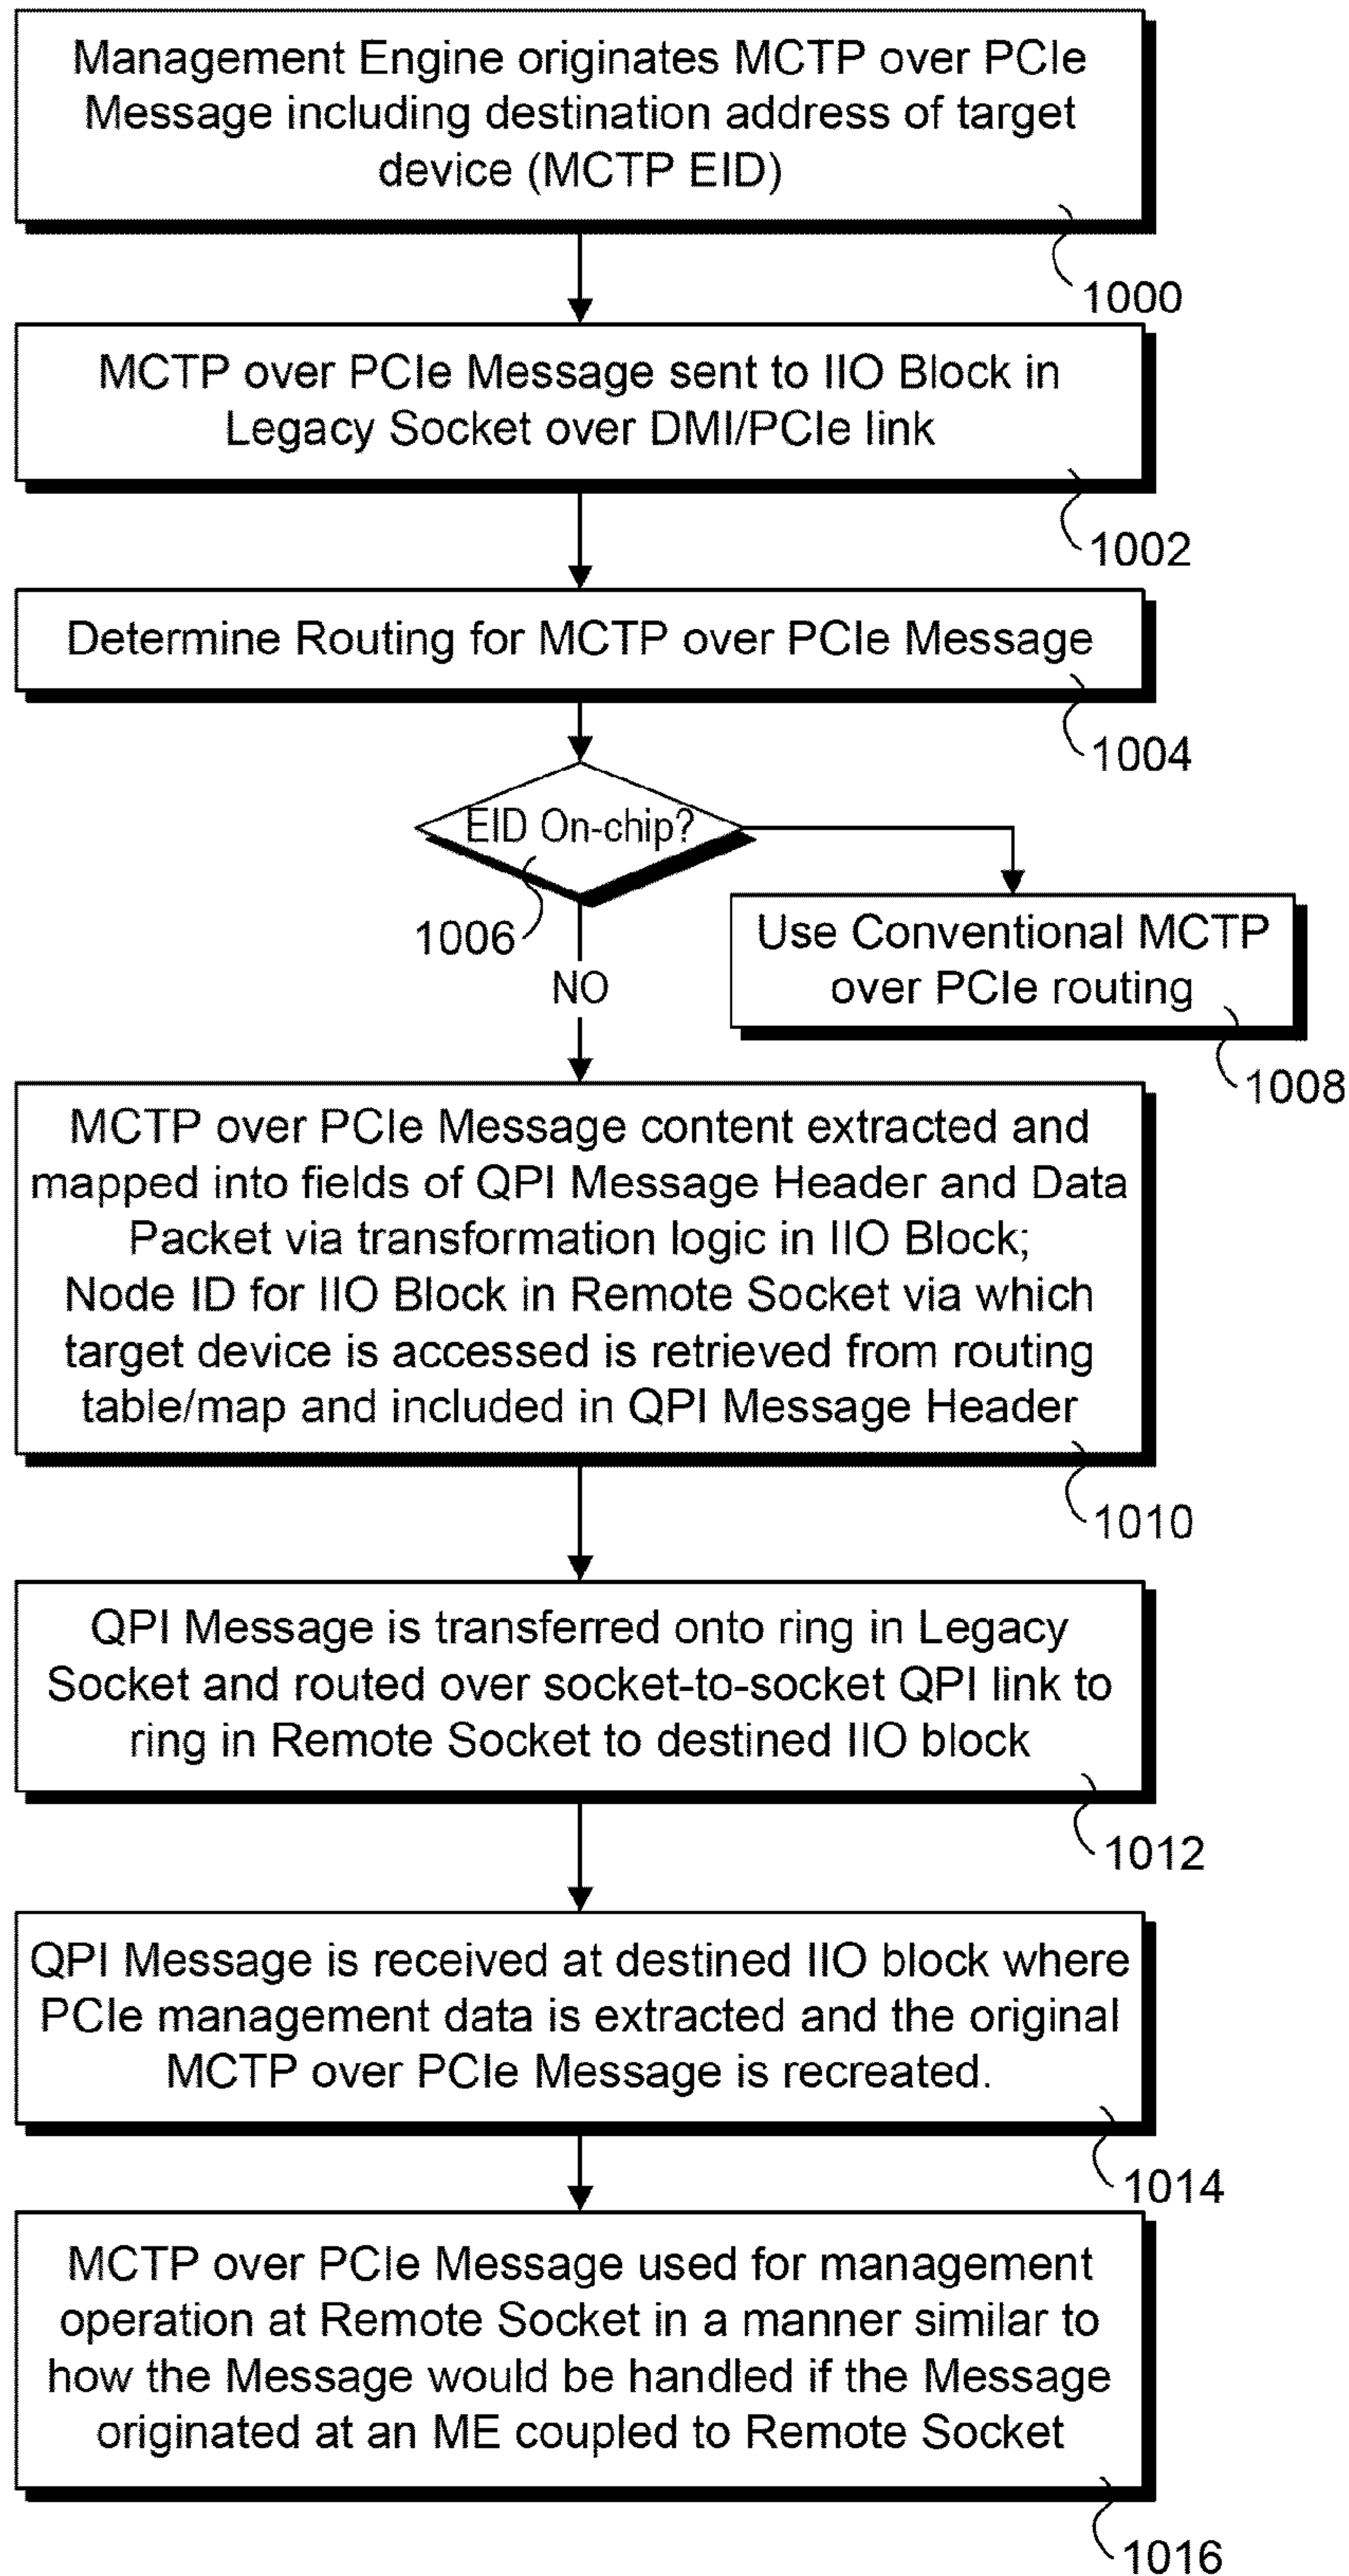 Management Engine originates MCTP over PCIe
Message including destination address of target
device (MCTP EID)
1000
MCTP over PCIe Message sent to IIO Block in
Legacy Socket over DMI/PCIe link
1002
Determine Routing for MCTP over PCIe Message
1004
EID On-chip?
1006
NO
Use Conventional MCTP
over PCIe routing
1008
MCTP over PCIe Message content extracted and
mapped into fields of QPI Message Header and Data
Packet via transformation logic in IIO Block;
Node ID for IIO Block in Remote Socket via which
target device is accessed is retrieved from routing
table/map and included in QPI Message Header
1010
QPI Message is transferred onto ring in Legacy
Socket and routed over socket-to-socket QPI link to
ring in Remote Socket to destined IIO block
1012
QPI Message is received at destined IIO block where
PCIe management data is extracted and the original
MCTP over PCIe Message is recreated.
1014
MCTP over PCIe Message used for management
operation at Remote Socket in a manner similar to
how the Message would be handled if the Message
originated at an ME coupled to Remote Socket
1016